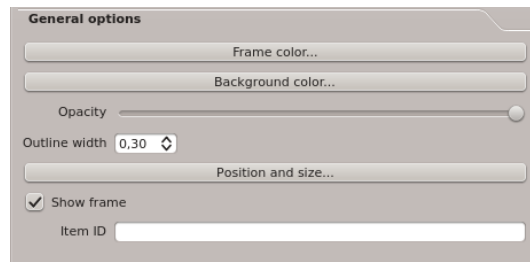 General options
Frame color...
Background color...
Opacity
Outline width 0,30
Position and size...
Show frame
Item ID